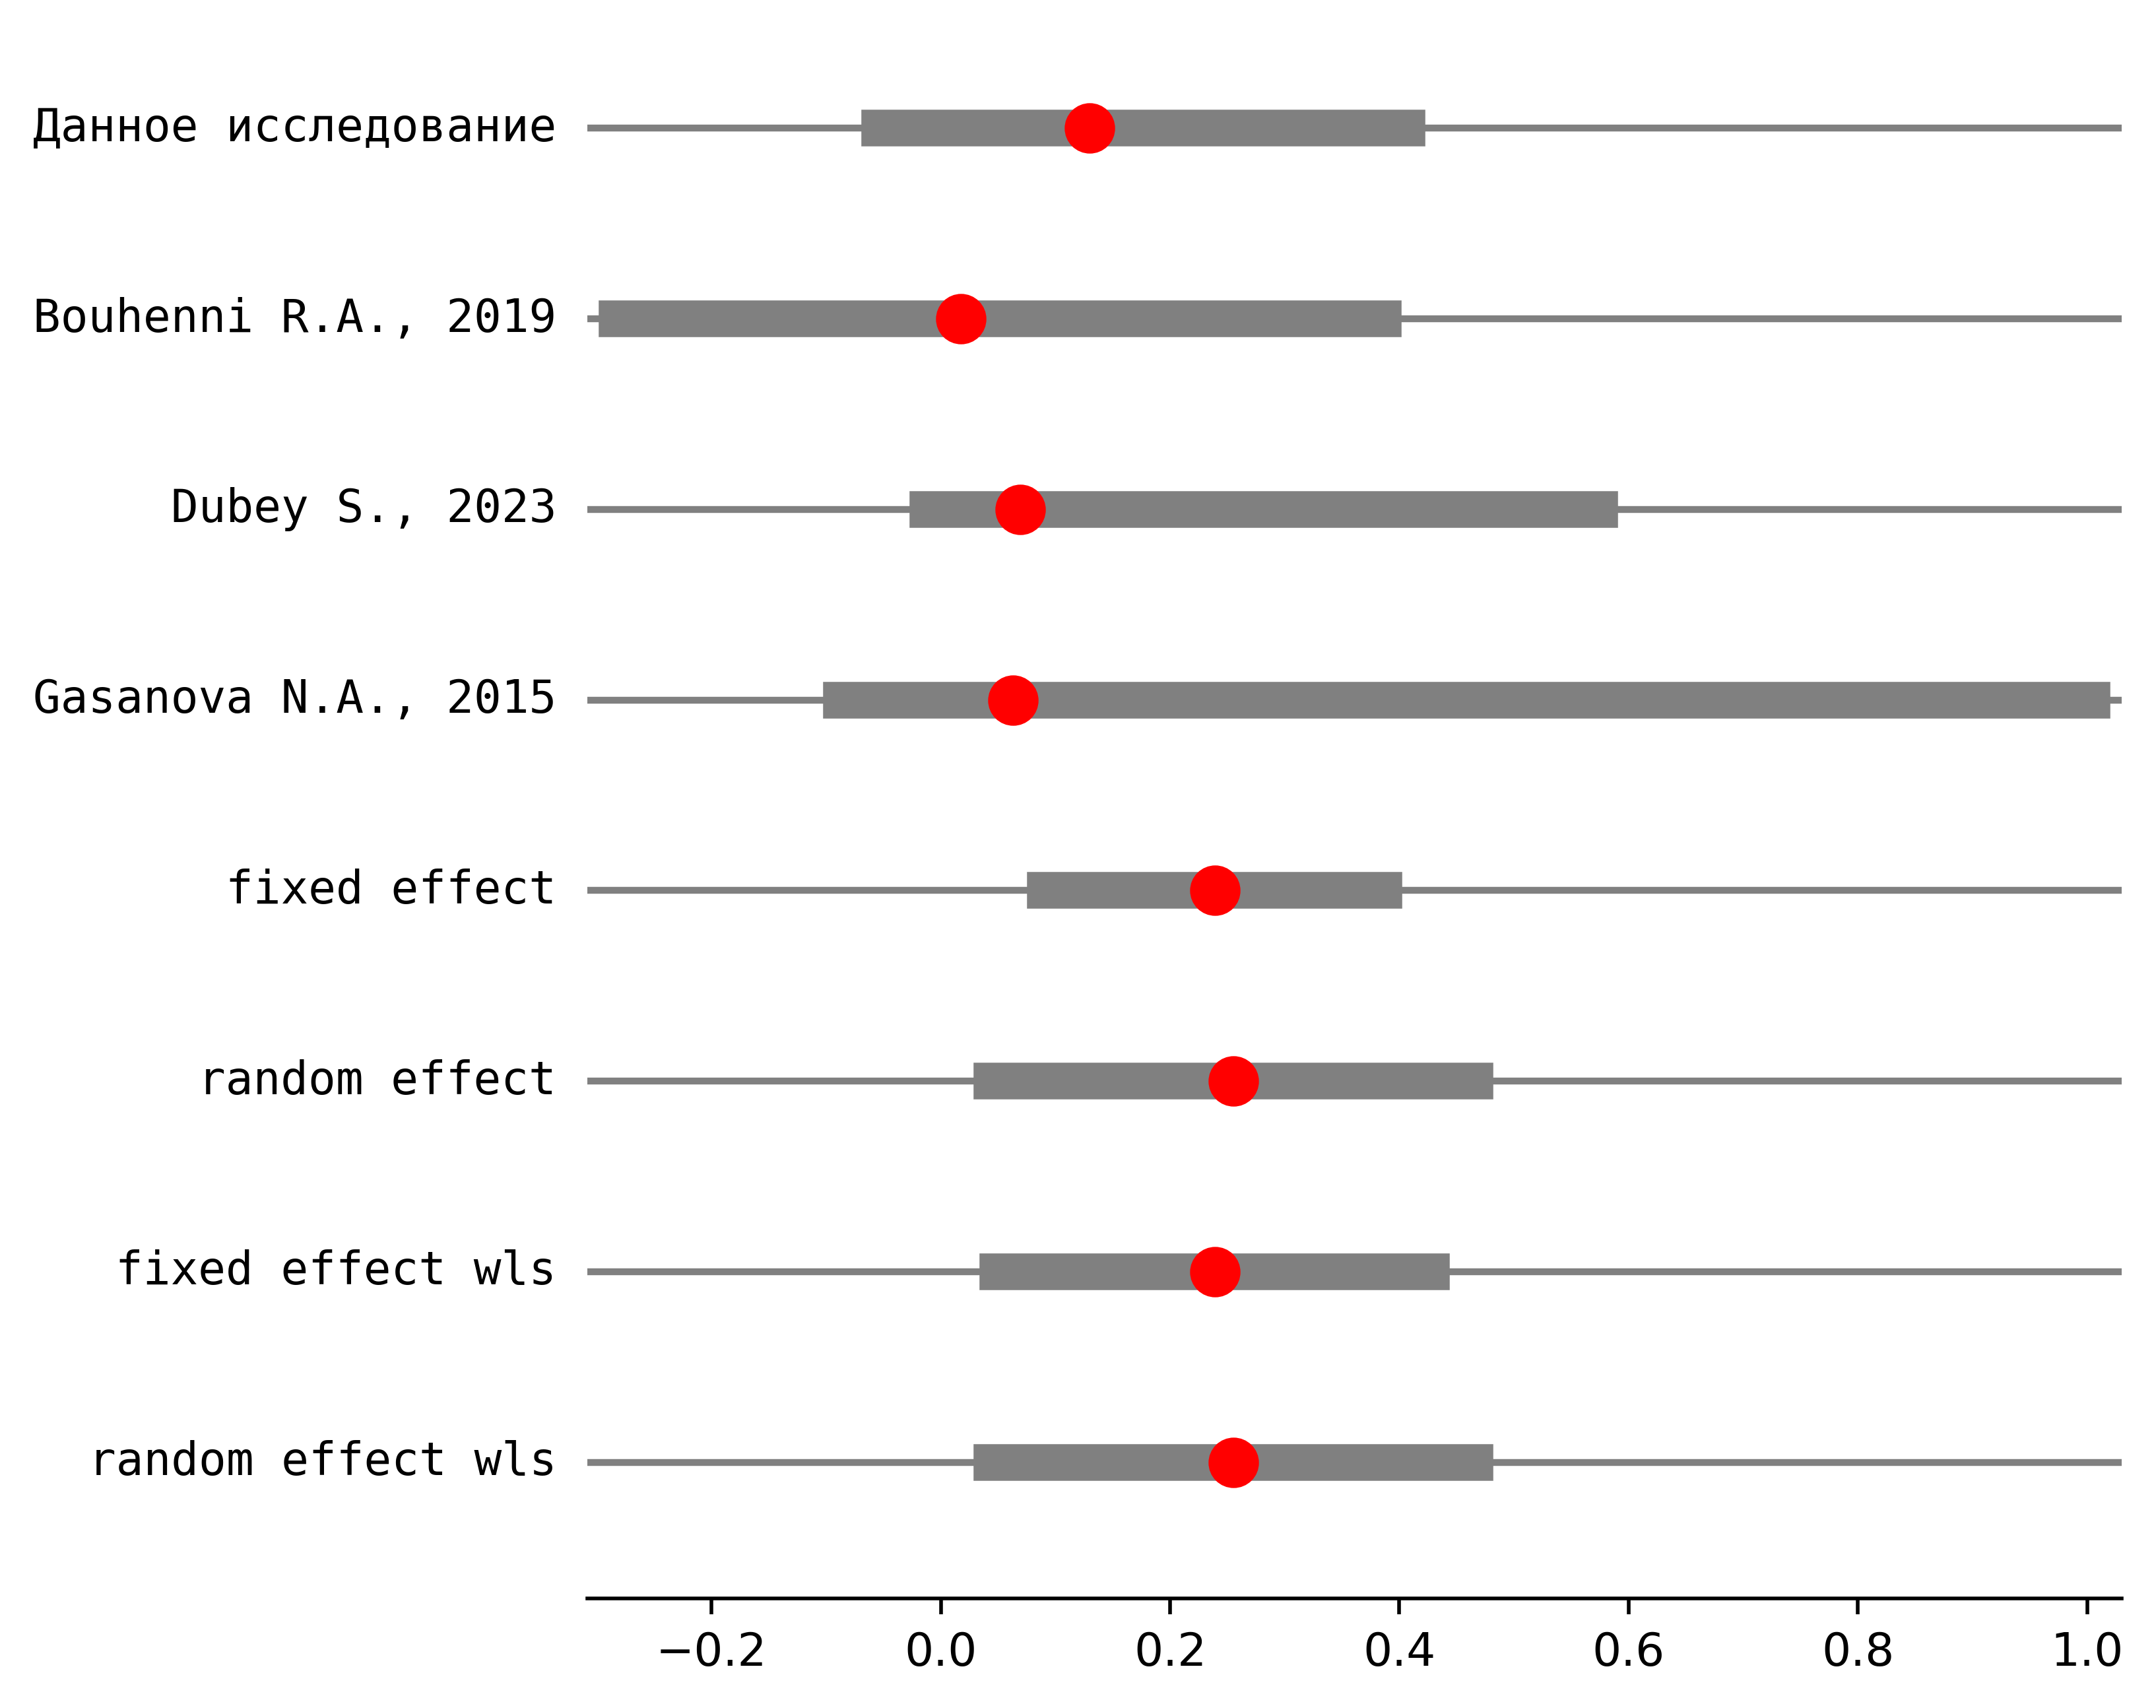 Данное исследование
Bouhenni R.A., 2019
Dubey S., 2023
Gasanova N.A., 2015
fixed effect
random effect
fixed effect wls
random effect wls
−0.2 0.0 0.2 0.4 0.6 0.8 1.0